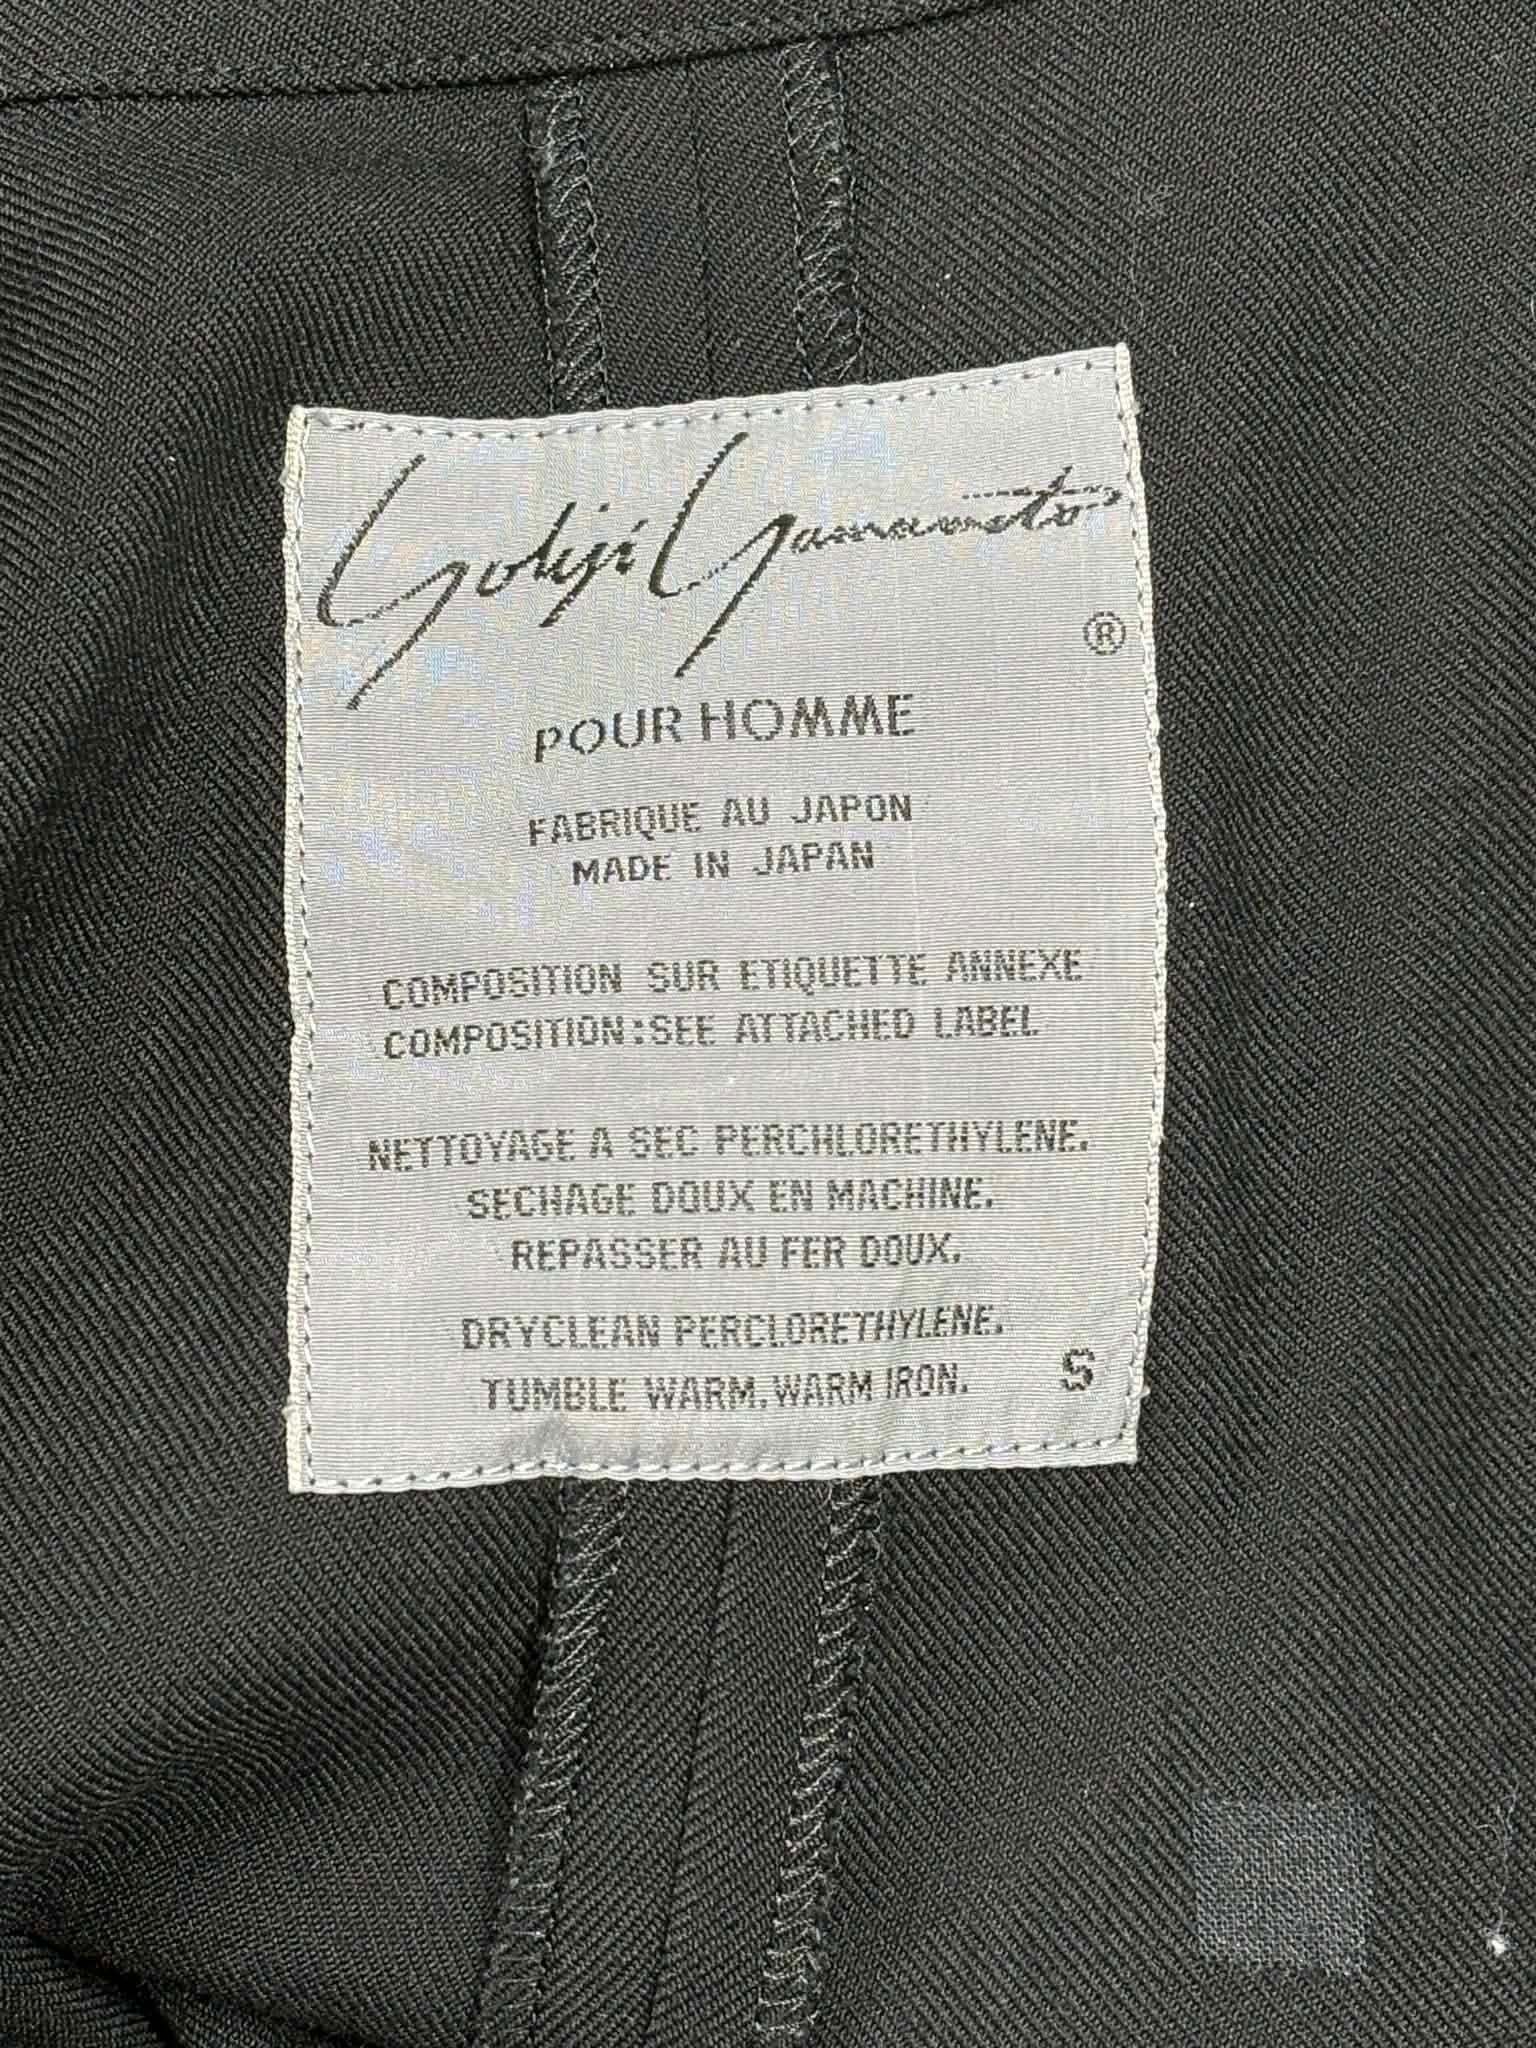 Yohji Yamamoto
®
POUR HOMME
FABRIQUE AU JAPON
MADE IN JAPAN
COMPOSITION SUR ETIQUETTE ANNEXE
COMPOSITION:SEE ATTACHED LABEL
NETTOYAGE A SEC PERCHLORETHYLENE.
SECHAGE DOUX EN MACHINE.
REPASSER AU FER DOUX.
DRYCLEAN PERCLORETHYLENE.
TUMBLE WARM.WARM IRON. S